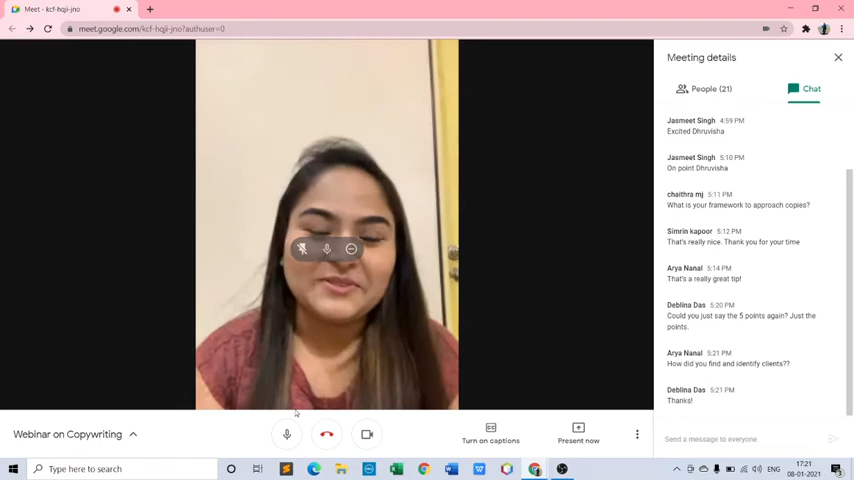 Meet - kcf-hqji-jno
meet.google.com/kcf-hqji-jno?authuser=0
Meeting details
People (21)
Chat
Jasmeet Singh 4:59 PM
Excited Dhruvisha
Jasmeet Singh 5:10 PM
On point Dhruvisha
chaithra mj 5:11 PM
What is your framework to approach copies?
Simrin kapoor 5:12 PM
That's really nice. Thank you for your time
Arya Nanal 5:14 PM
That's a really great tip!
Deblina Das 5:20 PM
Could you just say the 5 points again? Just the
points.
Arya Nanal 5:21 PM
How did you find and identify clients??
Deblina Das 5:21 PM
Thanks!
Send a message to everyone
Webinar on Copywriting
Turn on captions
Present now
Type here to search
ENG
17:21
08-01-2021